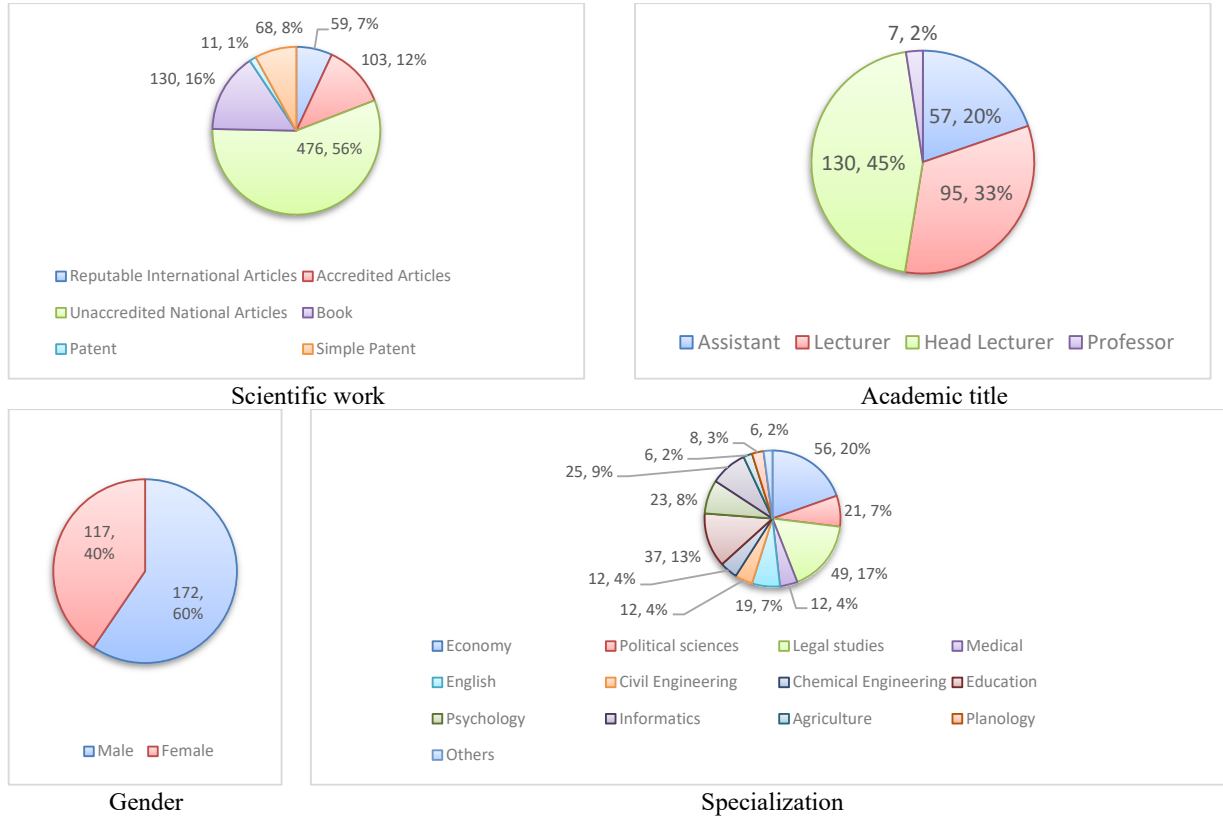 68, 8%
59, 7%
11, 1%
103, 12%
130, 16%
476, 56%
Reputable International Articles
Accredited Articles
Unaccredited National Articles
Book
Patent
Simple Patent
Scientific work
7, 2%
57, 20%
130, 45%
95, 33%
Assistant
Lecturer
Head Lecturer
Professor
Academic title
117,
40%
172,
60%
Male
Female
Gender
6, 2%
8, 3%
56, 20%
6, 2%
25, 9%
23, 8%
21, 7%
37, 13%
49, 17%
12, 4%
12, 4%
19, 7%
12, 4%
Economy
Political sciences
Legal studies
Medical
English
Civil Engineering
Chemical Engineering
Education
Psychology
Informatics
Agriculture
Planology
Others
Specialization